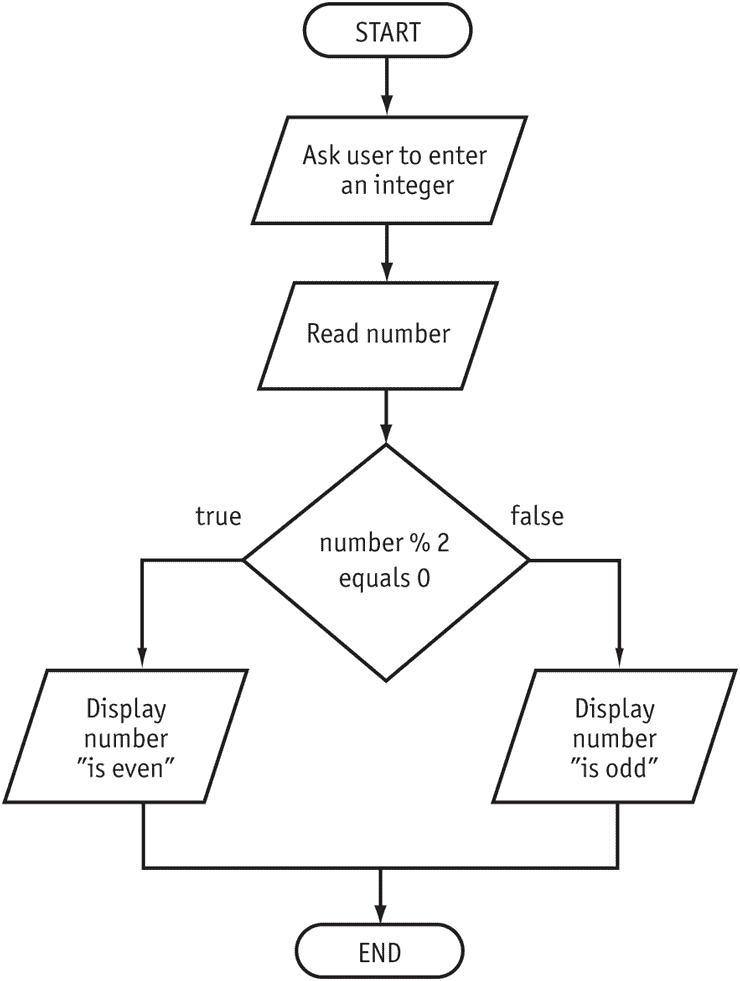 START
Ask user to enter
an integer
Read number
true
false
number % 2
equals 0
Display
number
"is even"
Display
number
"is odd"
END